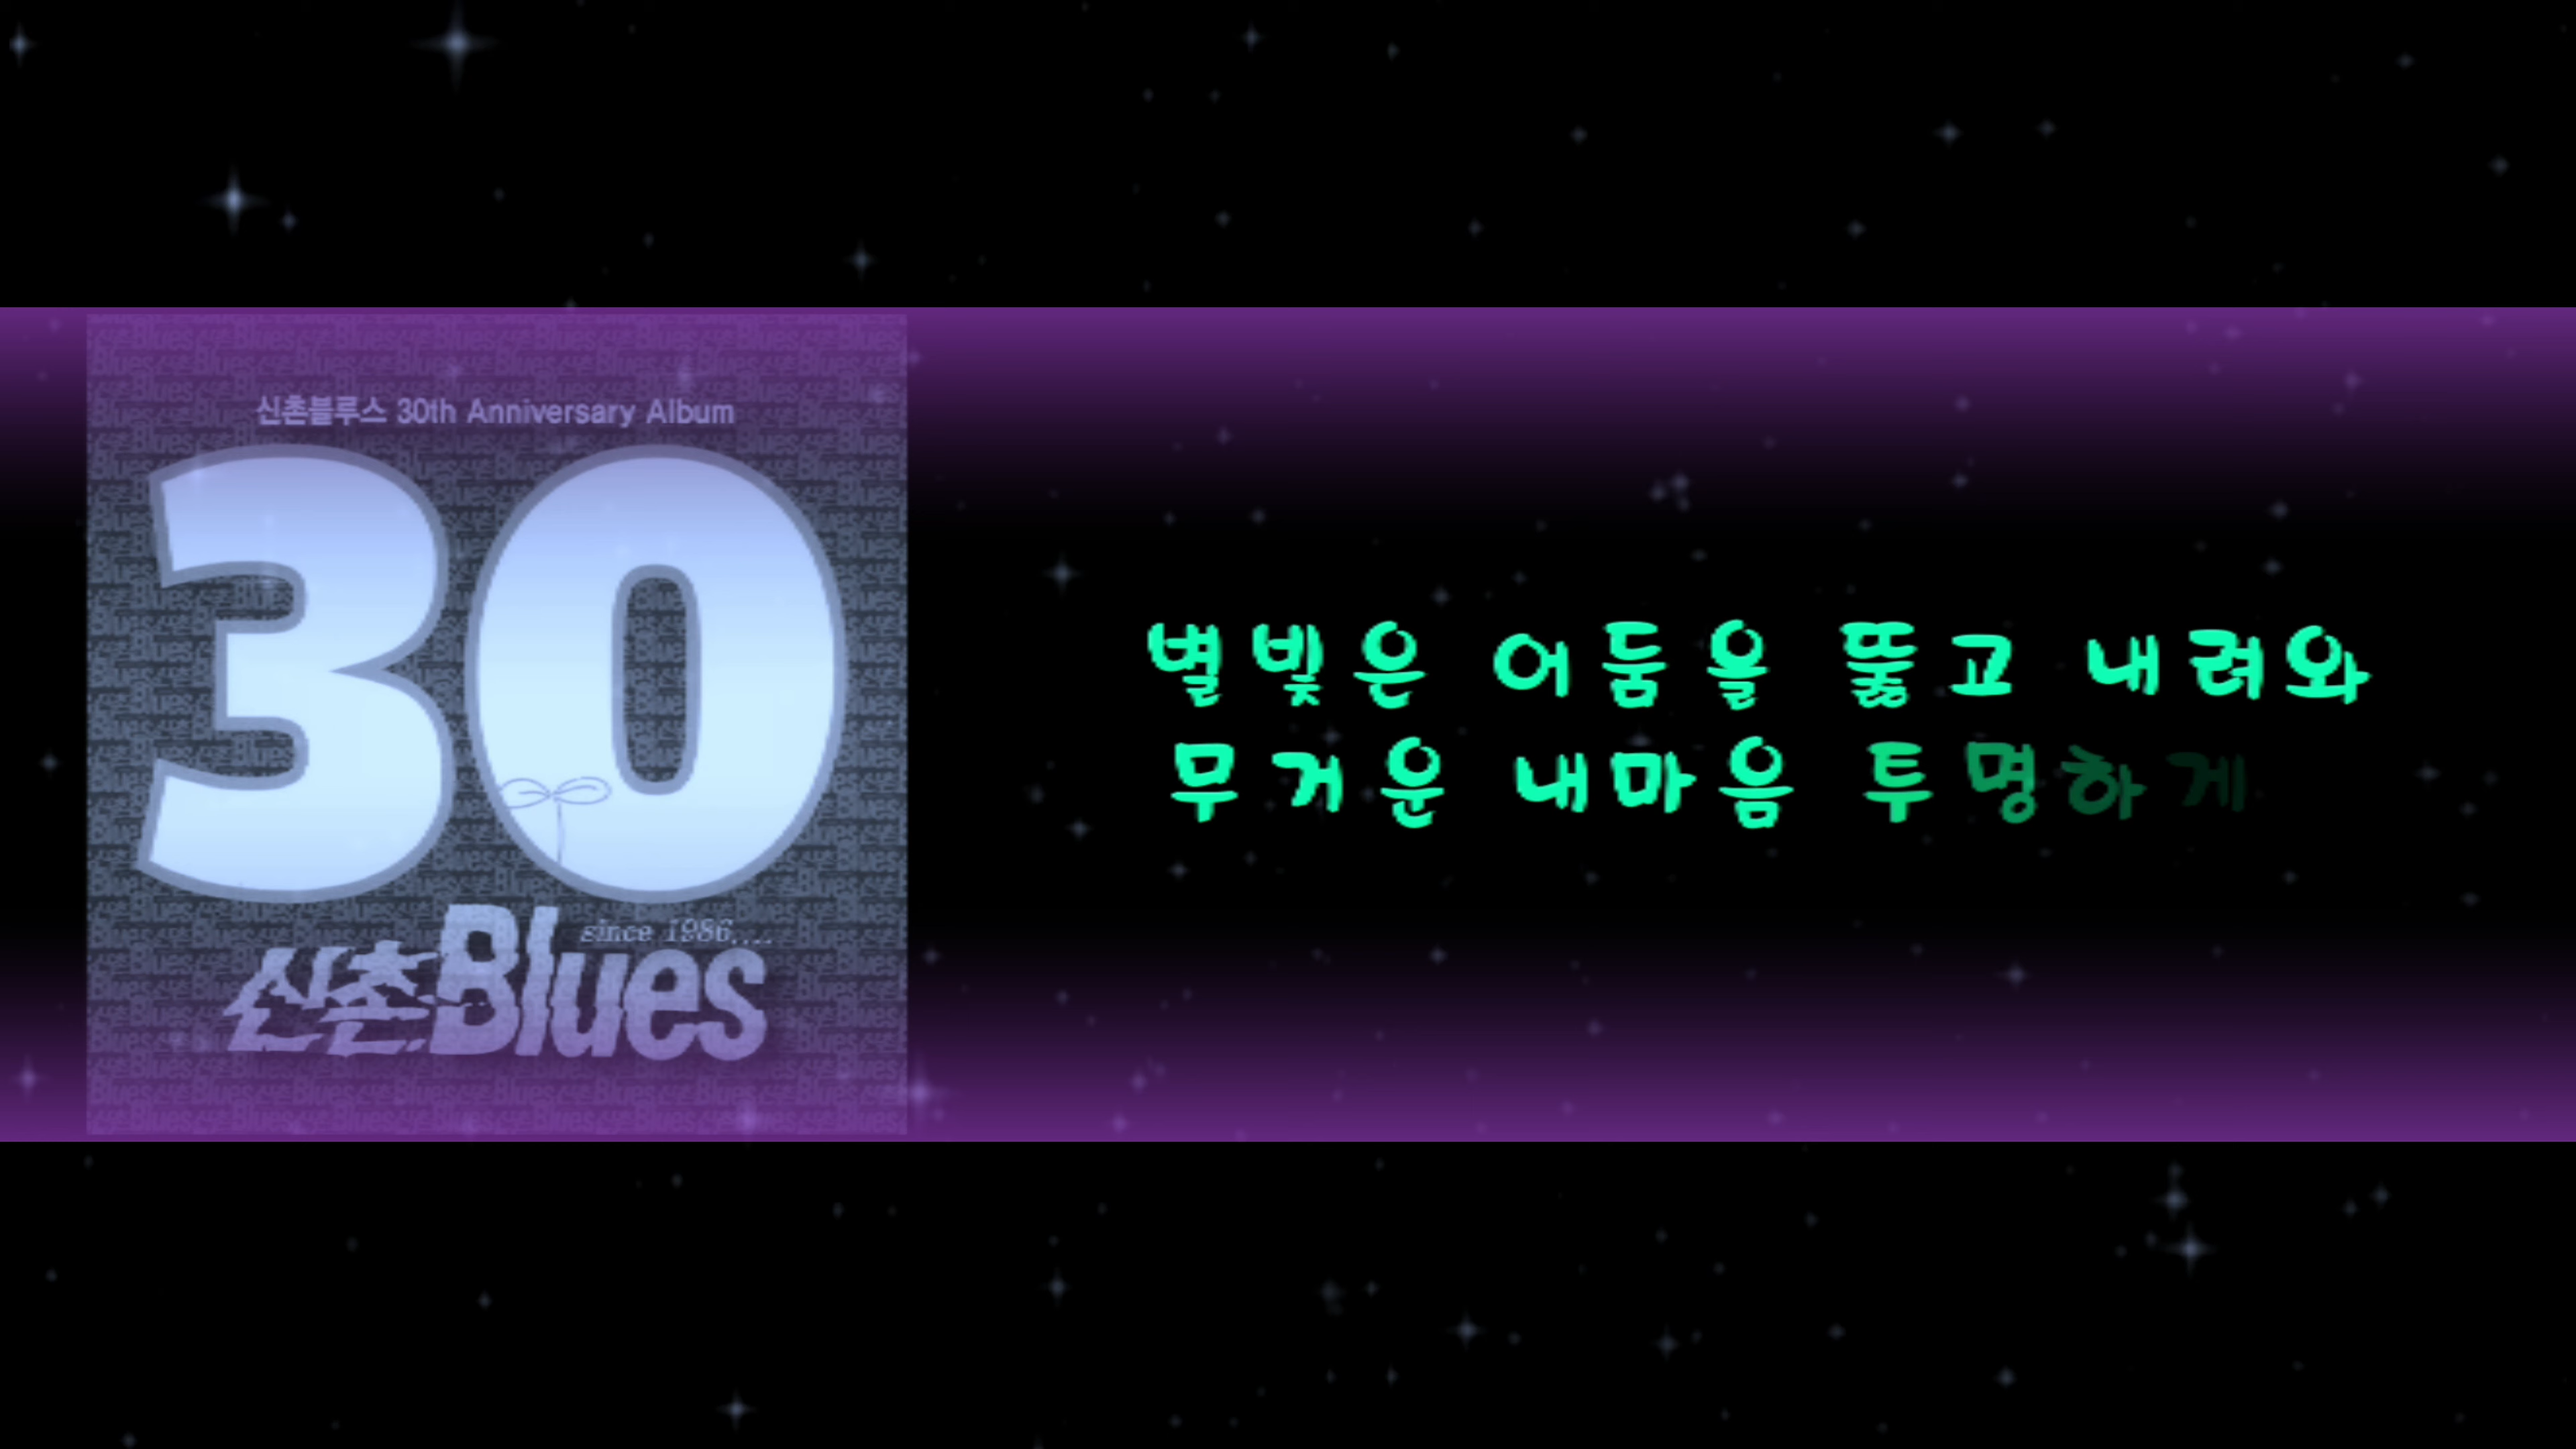 신촌블루스 30th Anniversary Album
30
since 1986....
신촌Blues
별빛은 어둠을 뚫고 내려와
무거운 내마음 투명하게